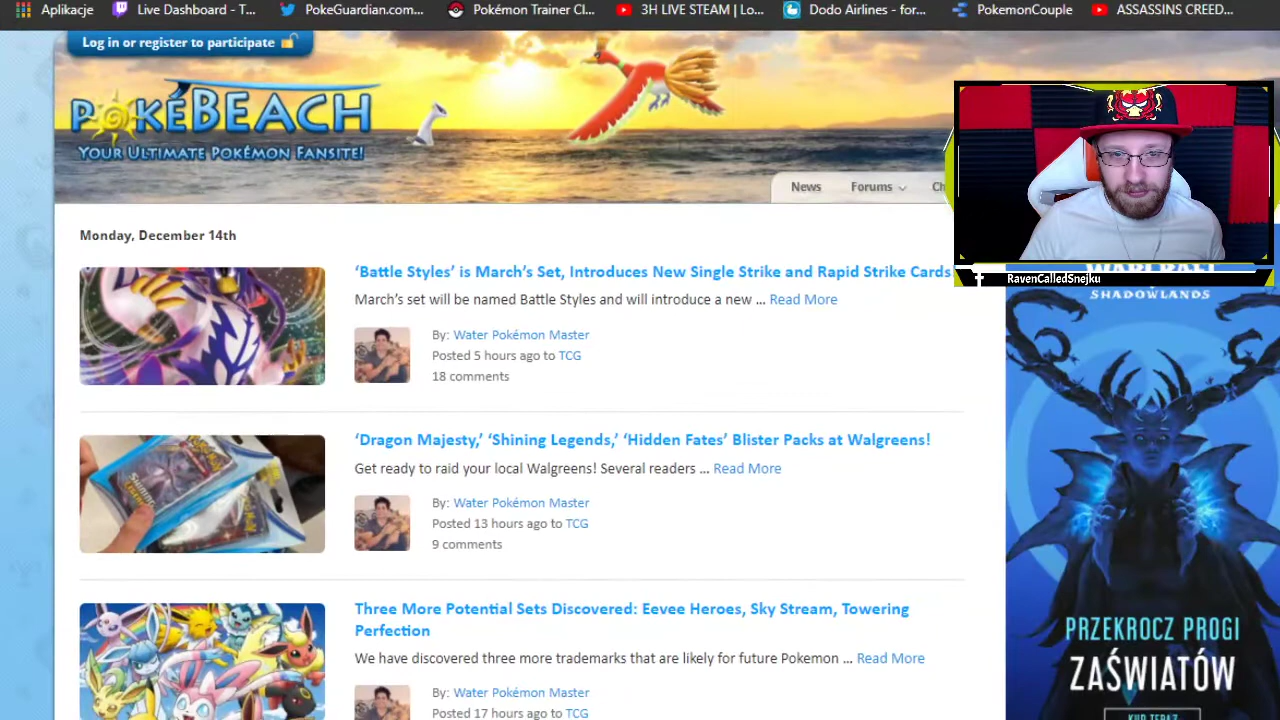 Aplikacje Live Dashboard - T... PokeGuardian.com... Pokémon Trainer Cl... 3H LIVE STEAM | Lo... Dodo Airlines - for... PokemonCouple ASSASSINS CREED...
Log in or register to participate
POKÉBEACH
YOUR ULTIMATE POKÉMON FANSITE!
News Forums Ch
Monday, December 14th
RavenCalledSnejku
‘Battle Styles’ is March’s Set, Introduces New Single Strike and Rapid Strike Cards
March’s set will be named Battle Styles and will introduce a new ... Read More
By: Water Pokémon Master
Posted 5 hours ago to TCG
18 comments
‘Dragon Majesty,’ ‘Shining Legends,’ ‘Hidden Fates’ Blister Packs at Walgreens!
Get ready to raid your local Walgreens! Several readers ... Read More
By: Water Pokémon Master
Posted 13 hours ago to TCG
9 comments
Three More Potential Sets Discovered: Eevee Heroes, Sky Stream, Towering
Perfection
We have discovered three more trademarks that are likely for future Pokemon ... Read More
By: Water Pokémon Master
Posted 17 hours ago to TCG
SHADOWLANDS
PRZEKROCZ PROGI
ZAŚWIATÓW
KUP TERAZ